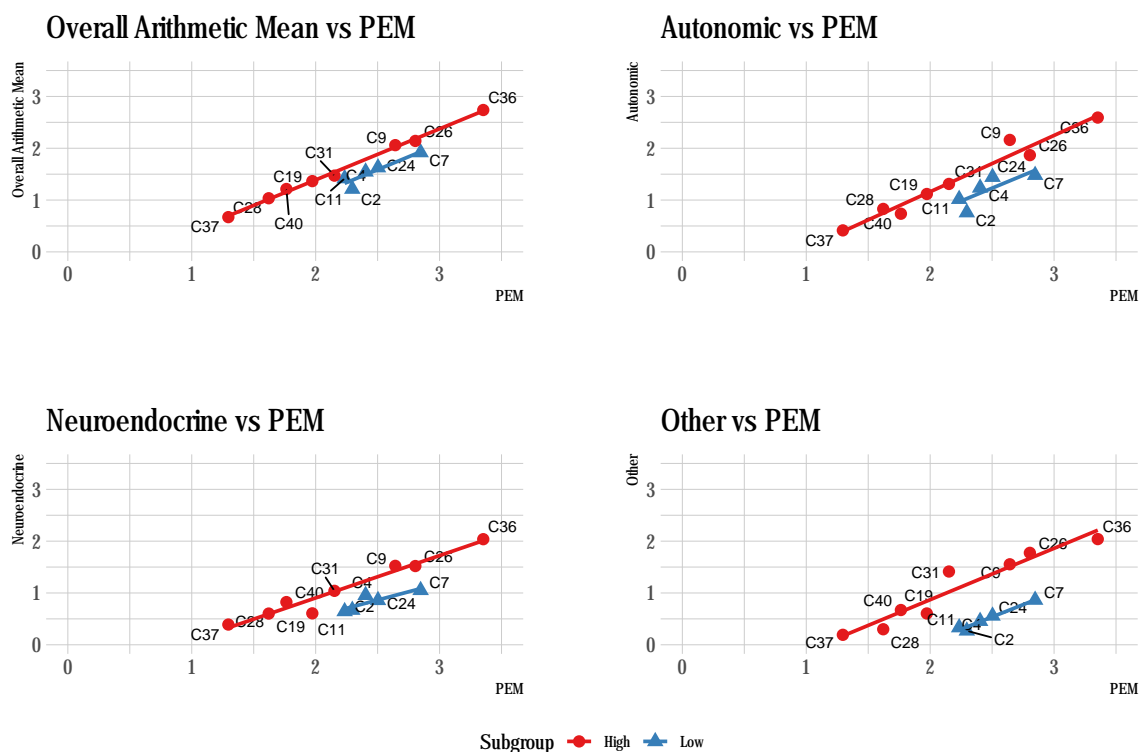 Overall Arithmetic Mean vs PEM
Overall Arithmetic Mean
3
2
1
0
C36
C9
C26
C31
C7
C24
C4
C19
C11
C2
C28
C40
C37
0 1 2 3
PEM
Autonomic vs PEM
Autonomic
3
2
1
0
C36
C9
C26
C24
C31
C7
C19
C4
C28
C11
C2
C40
C37
0 1 2 3
PEM
Neuroendocrine vs PEM
Neuroendocrine
3
2
1
0
C36
C9
C26
C31
C4
C7
C40
C24
C2
C28
C19
C11
C37
0 1 2 3
PEM
Other vs PEM
Other
3
2
1
0
C36
C26
C31
C9
C7
C40
C19
C24
C11
C4
C2
C28
C37
0 1 2 3
PEM
Subgroup High Low